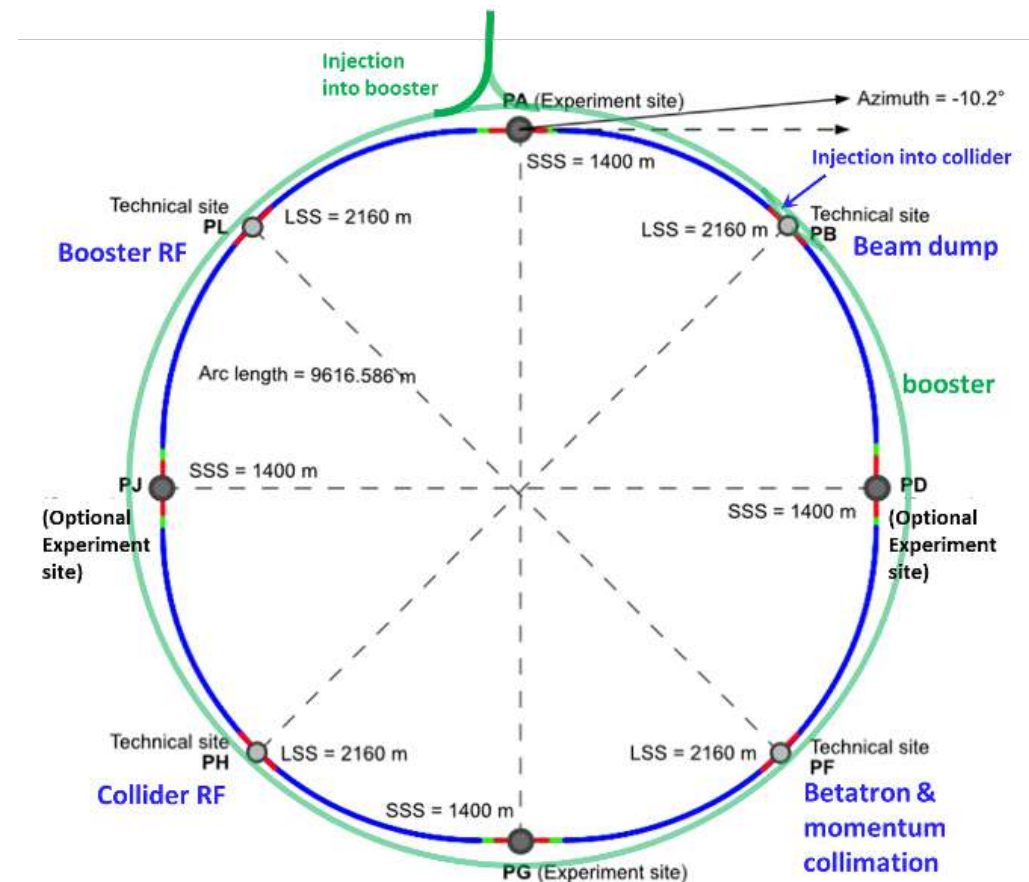 Injection
into booster
PA (Experiment site)
Azimuth = -10.2°
SSS = 1400 m
Injection into collider
Technical site
PL
LSS = 2160 m
Booster RF
LSS = 2160 m
Technical site
PB
Beam dump
Arc length = 9616.586 m
booster
PJ
SSS = 1400 m
(Optional
Experiment
site)
PD
SSS = 1400 m
(Optional
Experiment
site)
Technical site
PH
LSS = 2160 m
Collider RF
LSS = 2160 m
Technical site
PF
Betatron &
momentum
collimation
SSS = 1400 m
PG (Experiment site)